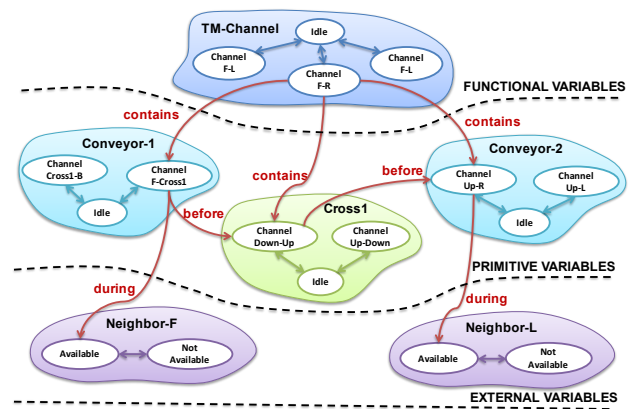 TM-Channel
Idle
Channel
F-L
Channel
F-L
Channel
F-R
FUNCTIONAL VARIABLES
contains
contains
Conveyor-1
Conveyor-2
Channel
Cross1-B
Channel
F-Cross1
contains
before
Channel
Up-R
Channel
Up-L
Idle
before
Cross1
Idle
Channel
Down-Up
Channel
Up-Down
Idle
PRIMITIVE VARIABLES
during
during
Neighbor-F
Neighbor-L
Available
Not
Available
Available
Not
Available
EXTERNAL VARIABLES